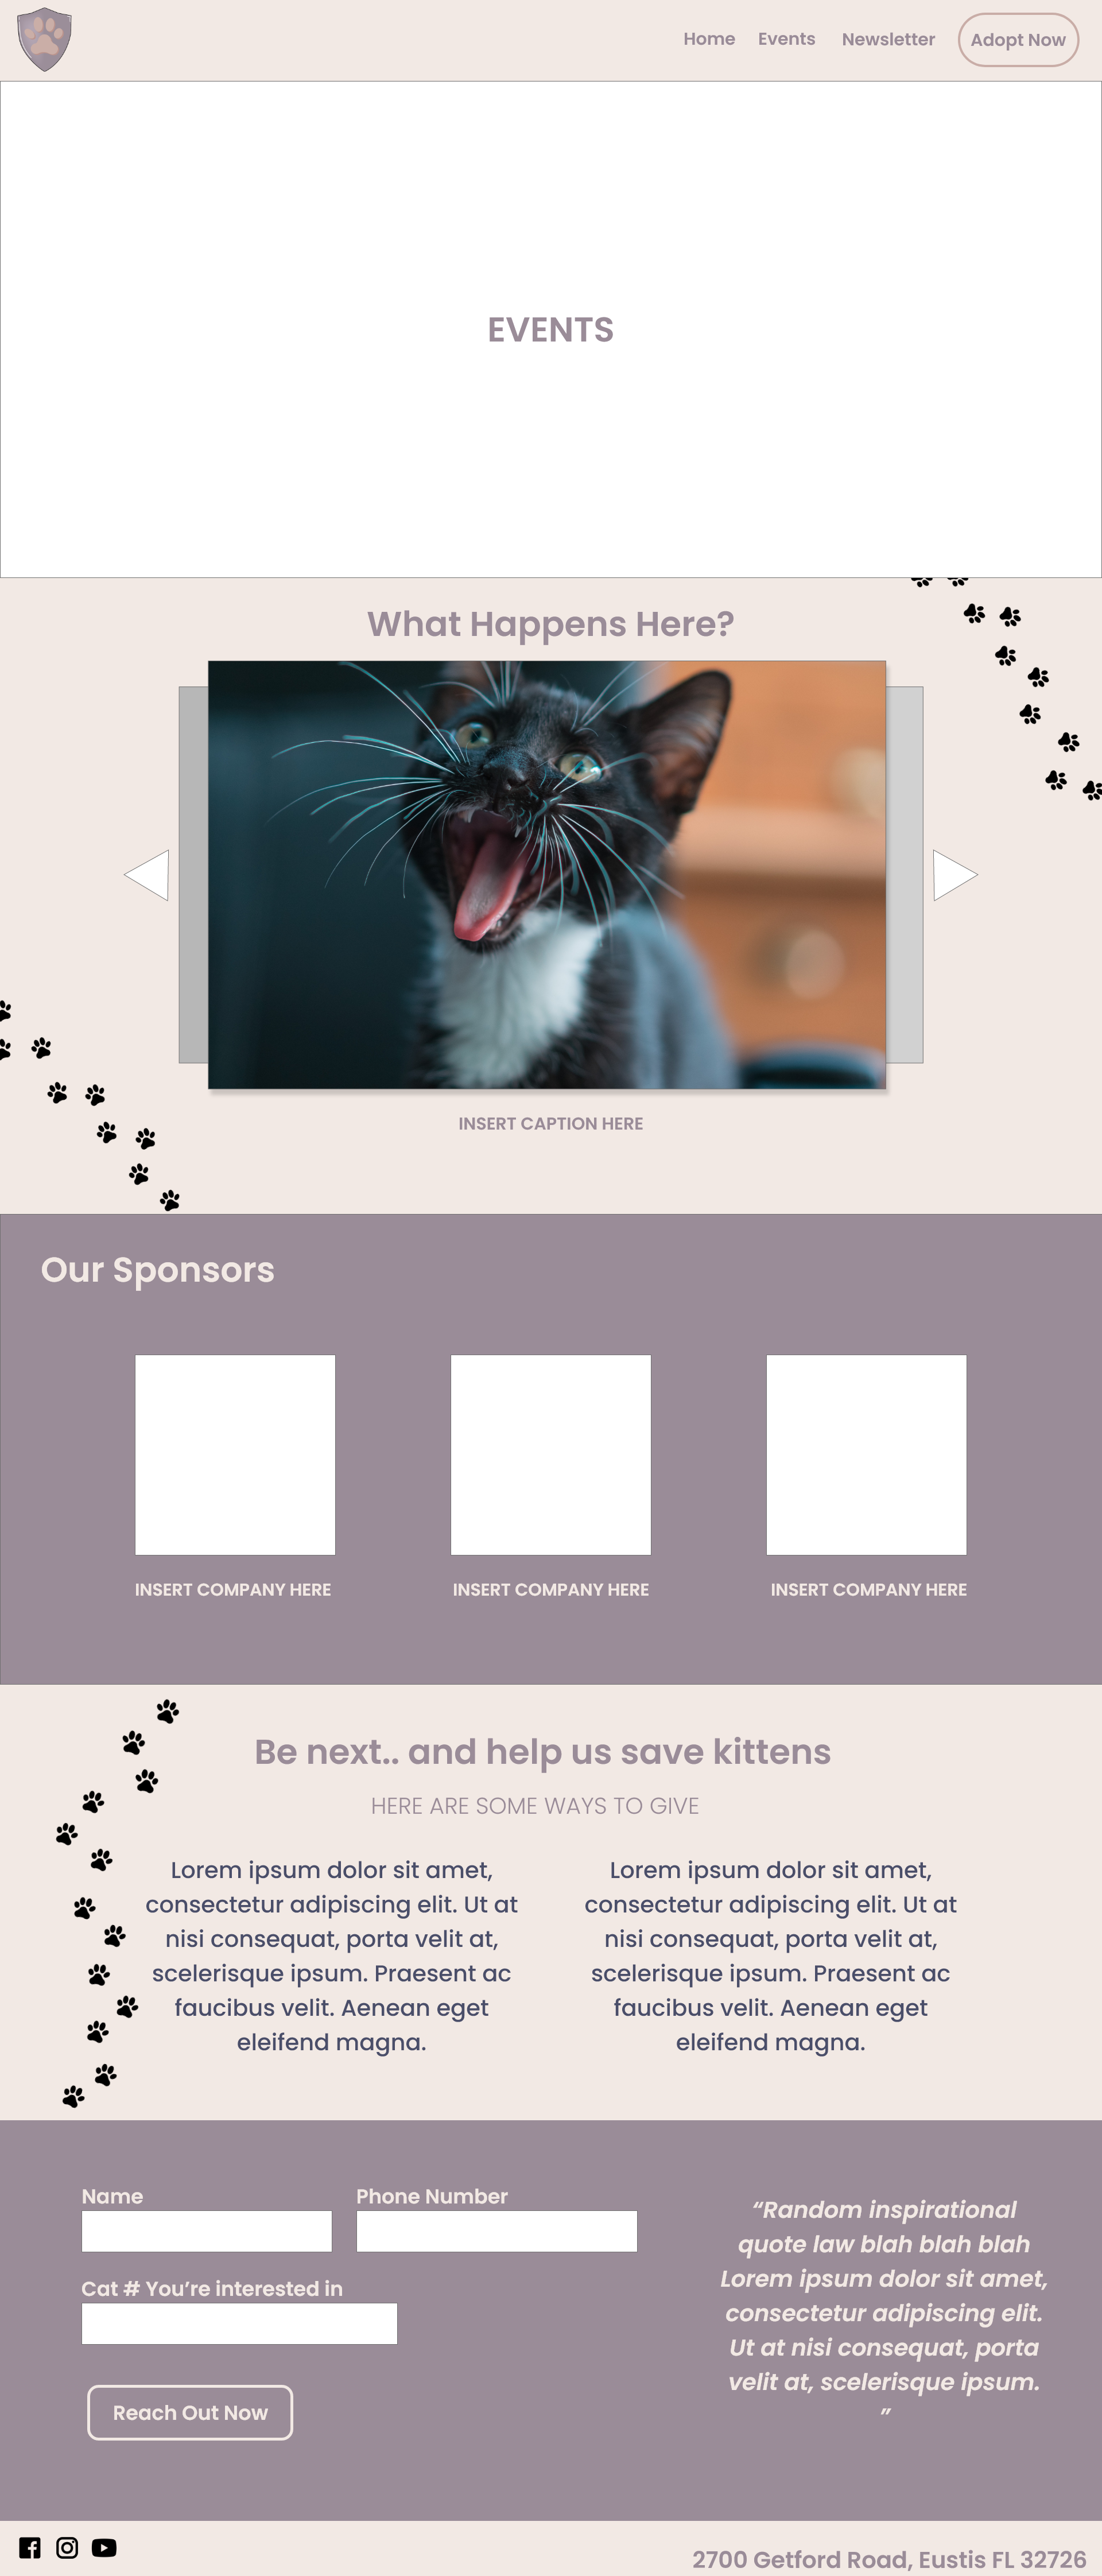 Home Events Newsletter Adopt Now
EVENTS
What Happens Here?
INSERT CAPTION HERE
Our Sponsors
INSERT COMPANY HERE
INSERT COMPANY HERE
INSERT COMPANY HERE
Be next.. and help us save kittens
HERE ARE SOME WAYS TO GIVE
Lorem ipsum dolor sit amet,
consectetur adipiscing elit. Ut at
nisi consequat, porta velit at,
scelerisque ipsum. Praesent ac
faucibus velit. Aenean eget
eleifend magna.
Lorem ipsum dolor sit amet,
consectetur adipiscing elit. Ut at
nisi consequat, porta velit at,
scelerisque ipsum. Praesent ac
faucibus velit. Aenean eget
eleifend magna.
Name
Phone Number
Cat # You’re interested in
Reach Out Now
“Random inspirational
quote law blah blah blah
Lorem ipsum dolor sit amet,
consectetur adipiscing elit.
Ut at nisi consequat, porta
velit at, scelerisque ipsum.
”
2700 Getford Road, Eustis FL 32726